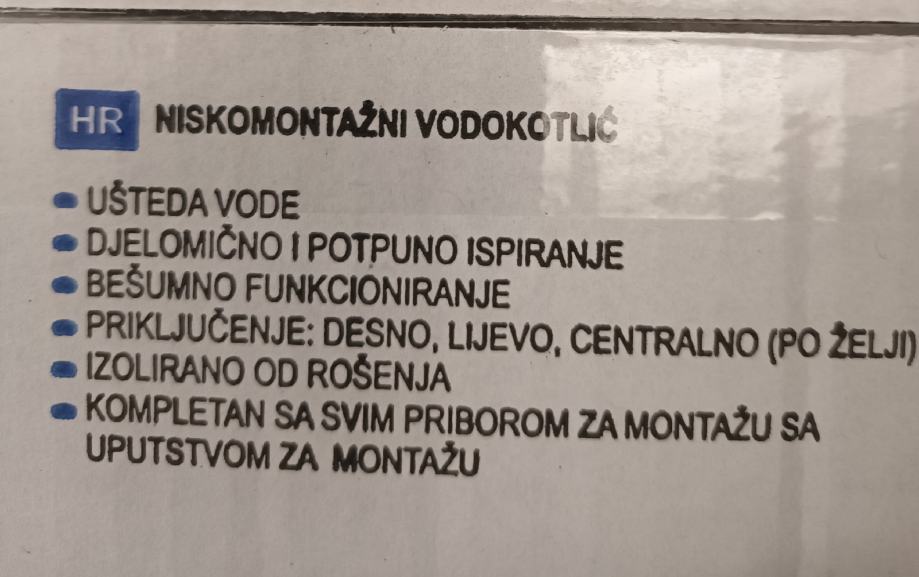 HR NISKOMONTAŽNI VODOKOTLIĆ
UŠTEDA VODE
DJELOMIČNO I POTPUNO ISPIRANJE
BEŠUMNO FUNKCIONIRANJE
PRIKLJUČENJE: DESNO, LIJEVO, CENTRALNO (PO ŽELJI)
IZOLIRANO OD ROŠENJA
KOMPLETAN SA SVIM PRIBOROM ZA MONTAŽU SA
UPUTSTVOM ZA MONTAŽU